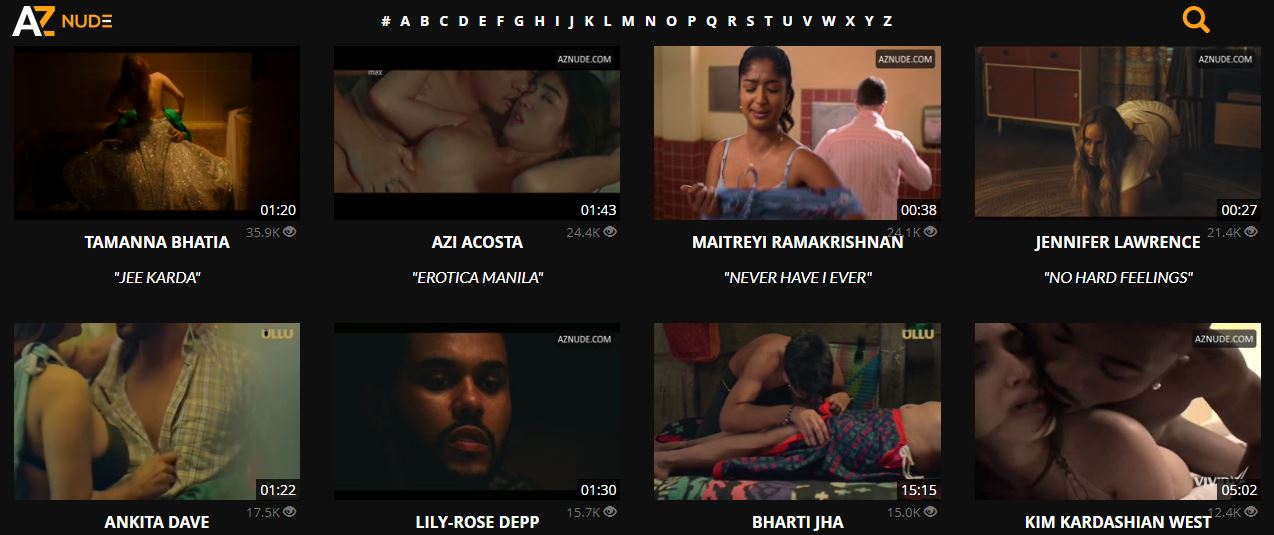 AZ NUDE
# A B C D E F G H I J K L M N O P Q R S T U V W X Y Z
AZNUDE.COM
AZNUDE.COM
AZNUDE.COM
max
01:20
01:43
00:38
00:27
35.9K
24.4K
24.1K
21.4K
TAMANNA BHATIA
AZI ACOSTA
MAITREYI RAMAKRISHNAN
JENNIFER LAWRENCE
"JEE KARDA"
"EROTICA MANILA"
"NEVER HAVE I EVER"
"NO HARD FEELINGS"
ULLU
AZNUDE.COM
ULLU
AZNUDE.COM
VIVID
01:22
01:30
15:15
05:02
17.5K
15.7K
15.0K
12.4K
ANKITA DAVE
LILY-ROSE DEPP
BHARTI JHA
KIM KARDASHIAN WEST